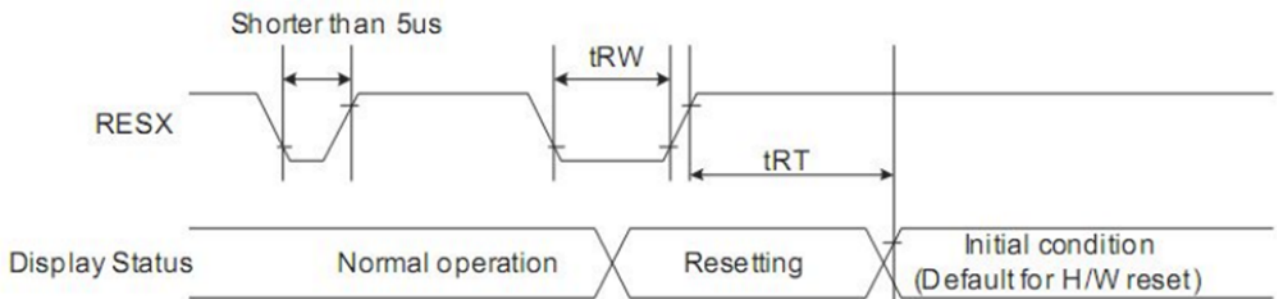 Shorter than 5us
tRW
RESX
tRT
Display Status
Normal operation
Resetting
Initial condition
(Default for H/W reset)